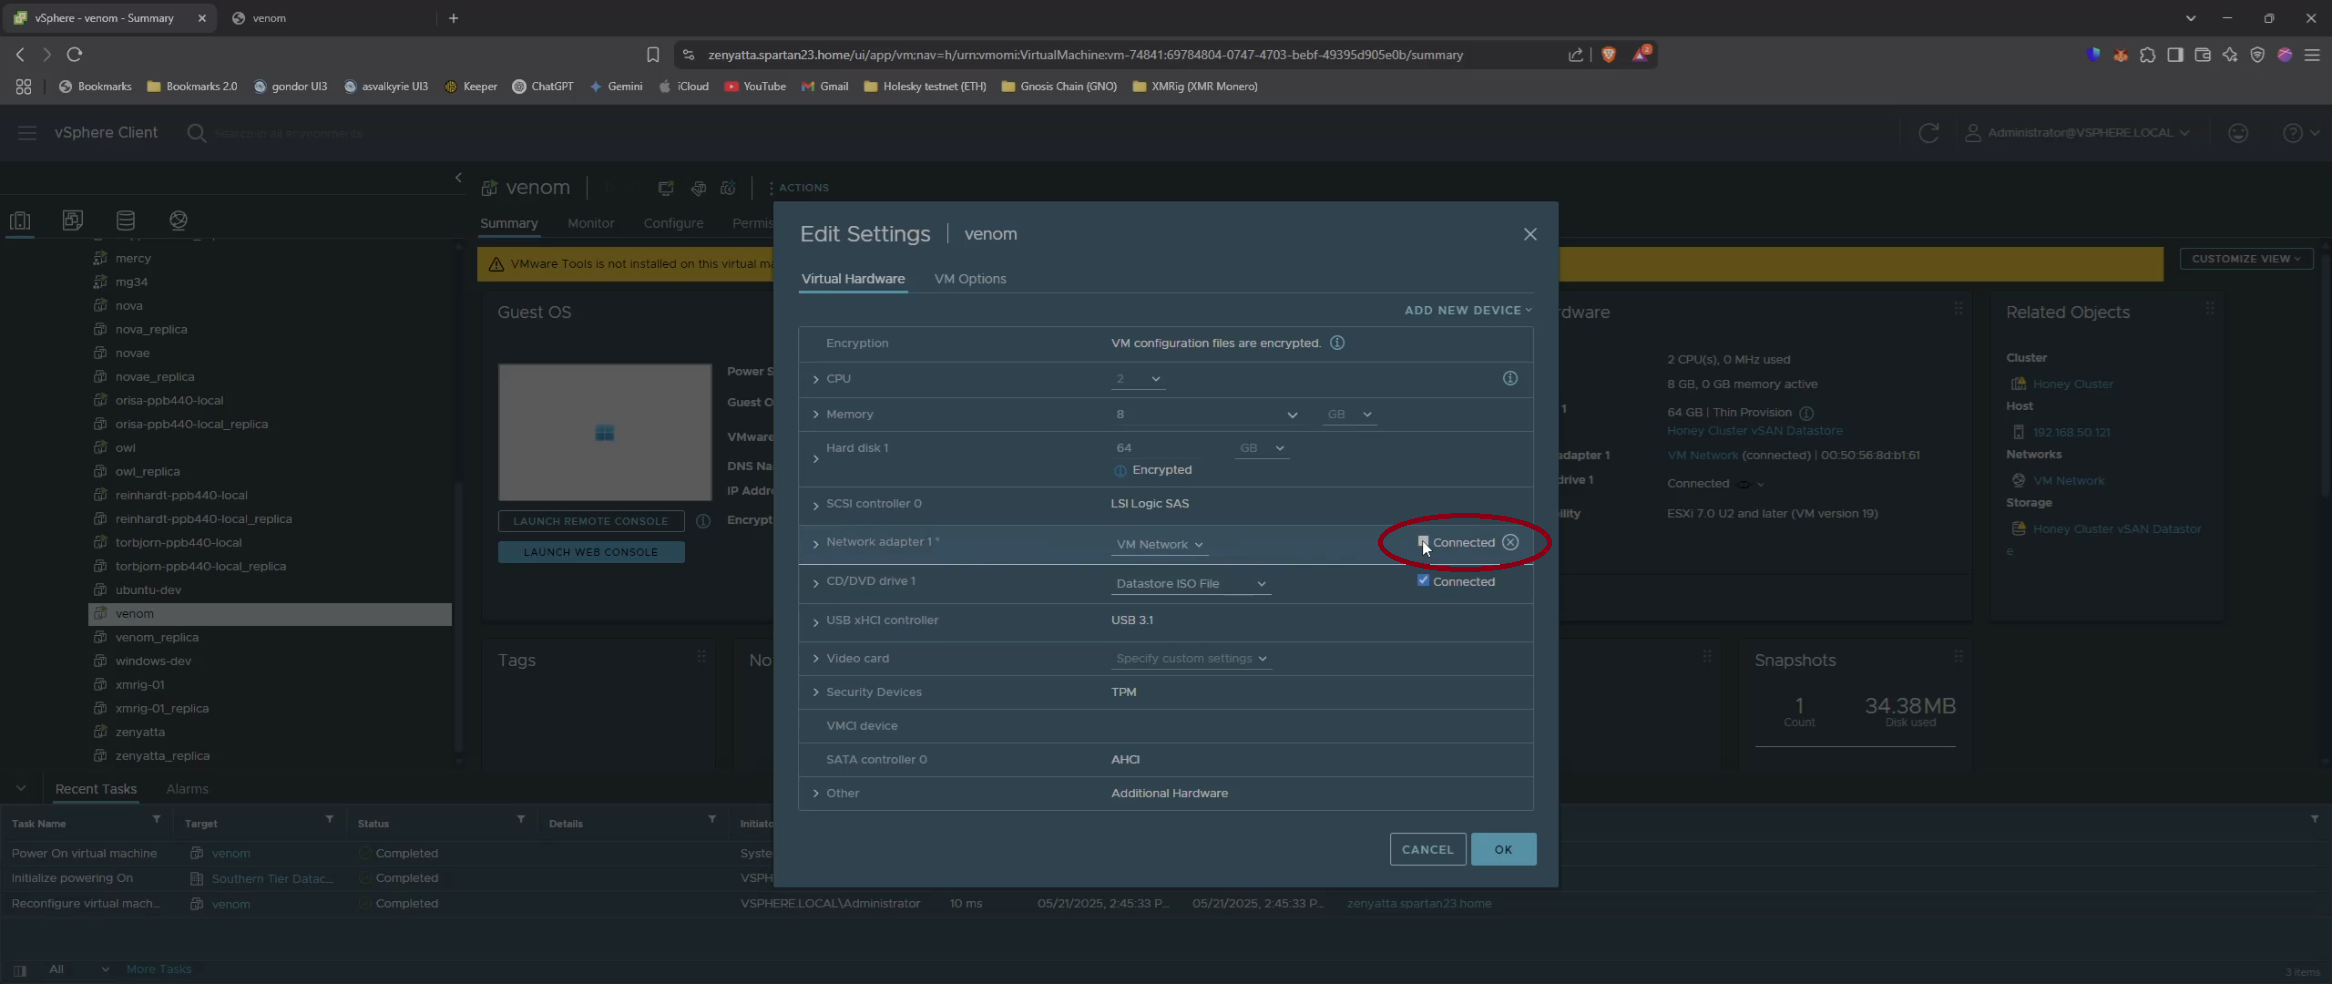 vSphere - venom - Summary
venom
zenyatta.spartan23.home/ui/app/vm;nav=h/urn:vmomi:VirtualMachine:vm-74841:69784804-0747-4703-bebf-49395d905e0b/summary
2
Bookmarks
Bookmarks 2.0
gondor UI3
asvalkyrie UI3
Keeper
ChatGPT
Gemini
iCloud
YouTube
Gmail
Holesky testnet (ETH)
Gnosis Chain (GNO)
XMRig (XMR Monero)
vSphere Client
Search in all environments
Administrator@VSPHERE.LOCAL
venom
ACTIONS
Summary
Monitor
Configure
Permis
VMware Tools is not installed on this virtual ma
CUSTOMIZE VIEW
mercy
mg34
nova
nova_replica
novae
novae_replica
orisa-ppb440-local
orisa-ppb440-local_replica
owl
owl_replica
reinhardt-ppb440-local
reinhardt-ppb440-local_replica
torbjorn-ppb440-local
torbjorn-ppb440-local_replica
ubuntu-dev
venom
venom_replica
windows-dev
xmrig-01
xmrig-01_replica
zenyatta
zenyatta_replica
Guest OS
Power S
Guest O
VMware
DNS Na
IP Addre
Encrypt
LAUNCH REMOTE CONSOLE
LAUNCH WEB CONSOLE
Tags
No
Edit Settings | venom
Virtual Hardware
VM Options
ADD NEW DEVICE
Encryption
VM configuration files are encrypted.
CPU
2
Memory
8
GB
Hard disk 1
64
GB
Encrypted
SCSI controller 0
LSI Logic SAS
Network adapter 1 *
VM Network
Connected
CD/DVD drive 1
Datastore ISO File
Connected
USB xHCI controller
USB 3.1
Video card
Specify custom settings
Security Devices
TPM
VMCI device
SATA controller 0
AHCI
Other
Additional Hardware
CANCEL
OK
dware
2 CPU(s), 0 MHz used
8 GB, 0 GB memory active
1
64 GB | Thin Provision
Honey Cluster vSAN Datastore
adapter 1
VM Network (connected) | 00:50:56:8d:b1:61
drive 1
Connected
ility
ESXi 7.0 U2 and later (VM version 19)
Related Objects
Cluster
Honey Cluster
Host
192.168.50.121
Networks
VM Network
Storage
Honey Cluster vSAN Datastor
e
Snapshots
1
Count
34.38 MB
Disk used
Recent Tasks
Alarms
Task Name
Target
Status
Details
Initiato
Power On virtual machine
venom
Completed
Syste
Initialize powering On
Southern Tier Datac...
Completed
VSPH
Reconfigure virtual mach...
venom
Completed
VSPHERE.LOCAL\Administrator
10 ms
05/21/2025, 2:45:33 P...
05/21/2025, 2:45:33 P...
zenyatta.spartan23.home
All
More Tasks
3 items